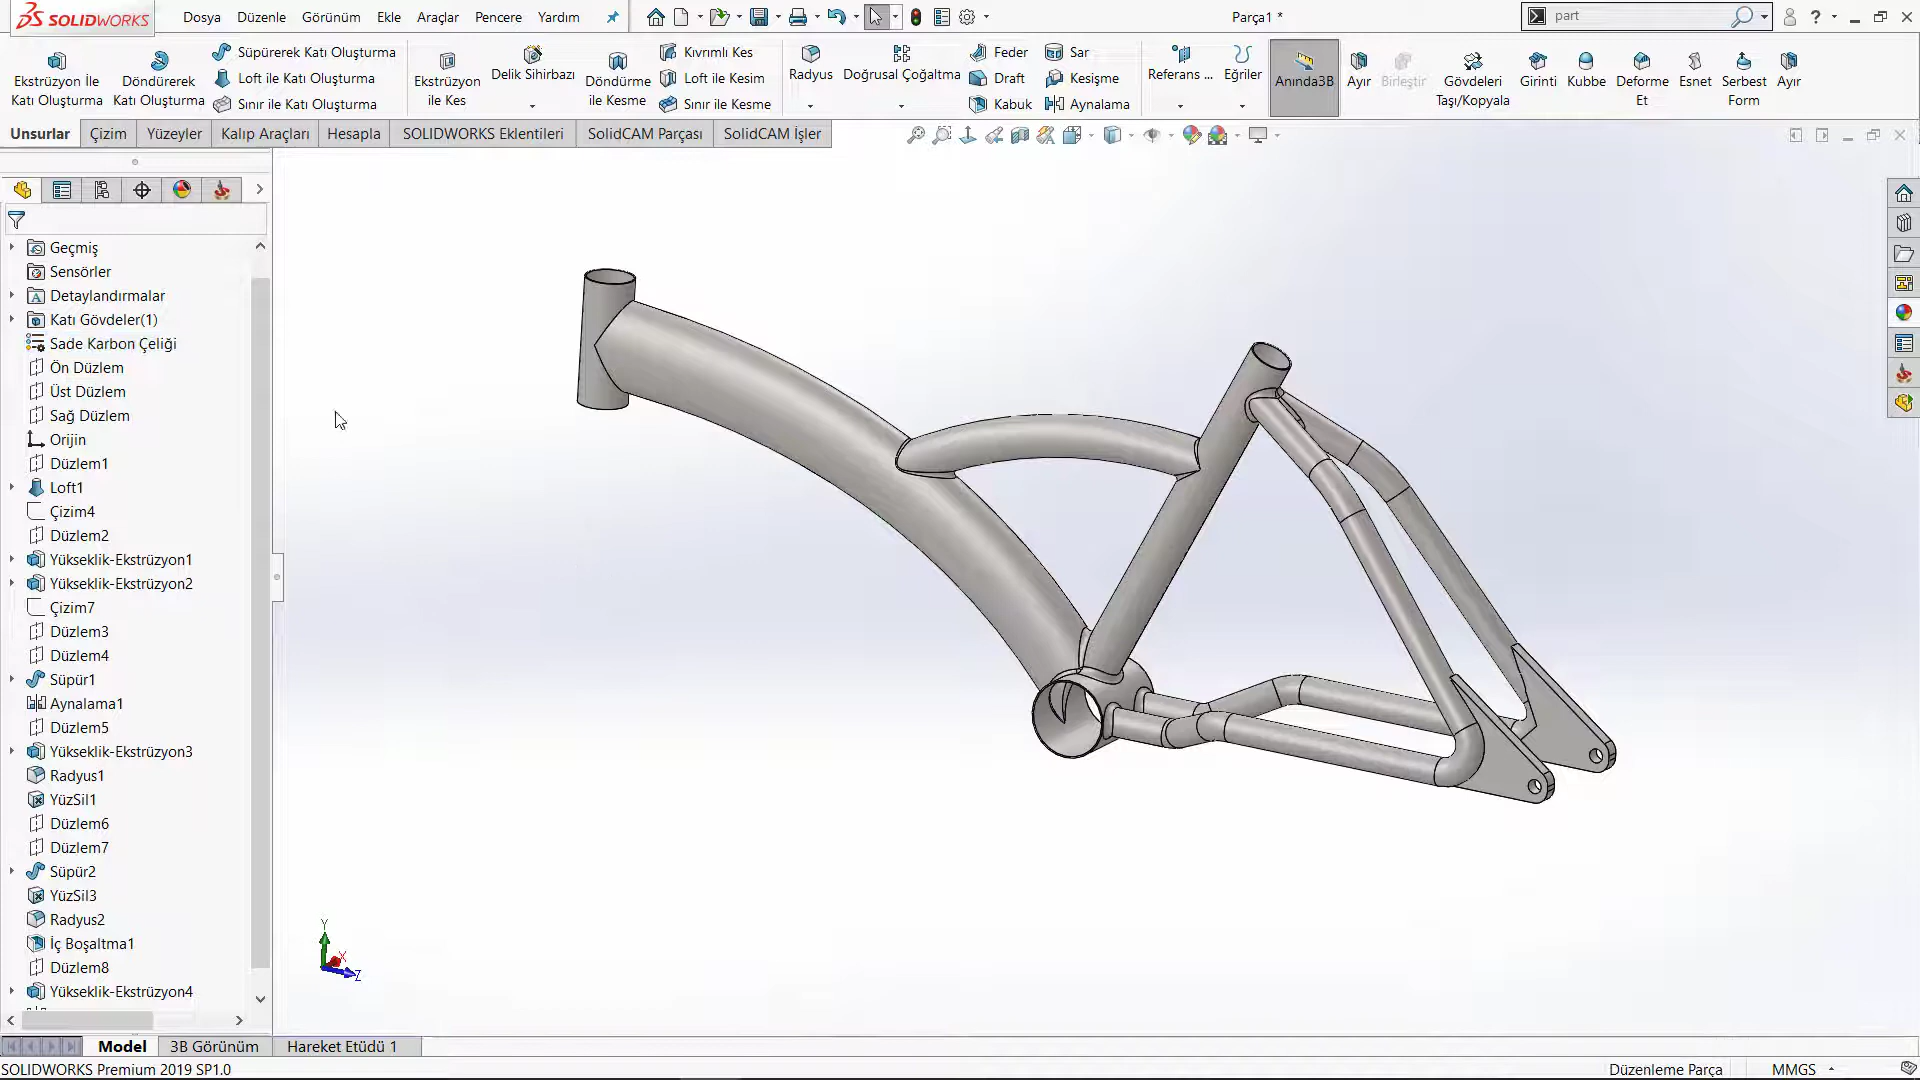 SOLIDWORKS
Dosya Düzenle Görünüm Ekle Araçlar Pencere Yardım
Parça1 *
part
Ekstrüzyon İle
Katı Oluşturma
Döndürerek
Katı Oluşturma
Süpürerek Katı Oluşturma
Loft ile Katı Oluşturma
Sınır ile Katı Oluşturma
Ekstrüzyon
ile Kes
Delik Sihirbazı
Döndürme
ile Kesme
Kıvrımlı Kes
Loft ile Kesim
Sınır ile Kesme
Radyus
Doğrusal Çoğaltma
Feder
Draft
Kabuk
Sar
Kesişme
Aynalama
Referans ...
Eğriler
Anında3B
Ayır
Birleştir
Gövdeleri
Taşı/Kopyala
Girinti
Kubbe
Deforme
Et
Esnet
Serbest
Form
Ayır
Unsurlar Çizim Yüzeyler Kalıp Araçları Hesapla SOLIDWORKS Eklentileri SolidCAM Parçası SolidCAM İşler
Geçmiş
Sensörler
Detaylandırmalar
Katı Gövdeler(1)
Sade Karbon Çeliği
Ön Düzlem
Üst Düzlem
Sağ Düzlem
Orijin
Düzlem1
Loft1
Çizim4
Düzlem2
Yükseklik-Ekstrüzyon1
Yükseklik-Ekstrüzyon2
Çizim7
Düzlem3
Düzlem4
Süpür1
Aynalama1
Düzlem5
Yükseklik-Ekstrüzyon3
Radyus1
YüzSil1
Düzlem6
Düzlem7
Süpür2
YüzSil3
Radyus2
İç Boşaltma1
Düzlem8
Yükseklik-Ekstrüzyon4
Y
X
Z
Model 3B Görünüm Hareket Etüdü 1
SOLIDWORKS Premium 2019 SP1.0
Düzenleme Parça MMGS